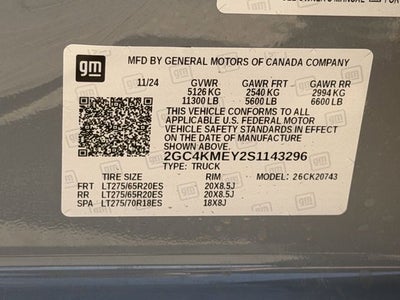 gm
MFD BY GENERAL MOTORS OF CANADA COMPANY
11/24 GVWR GAWR FRT GAWR RR
5126 KG 2540 KG 2994 KG
11300 LB 5600 LB 6600 LB
THIS VEHICLE CONFORMS TO ALL
APPLICABLE U.S. FEDERAL MOTOR
VEHICLE SAFETY STANDARDS IN EFFECT
ON THE DATE OF MANUFACTURE
SHOWN ABOVE.
2GC4KMEY2S1143296
TYPE: TRUCK MODEL: 26CK20743
TIRE SIZE RIM
FRT LT275/65R20ES 20X8.5J
RR LT275/65R20ES 20X8.5J
SPA LT275/70R18ES 18X8J